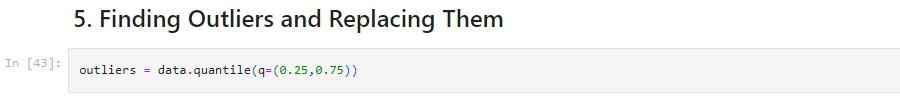 5. Finding Outliers and Replacing Them
In [43]: outliers = data.quantile(q=(0.25,0.75))